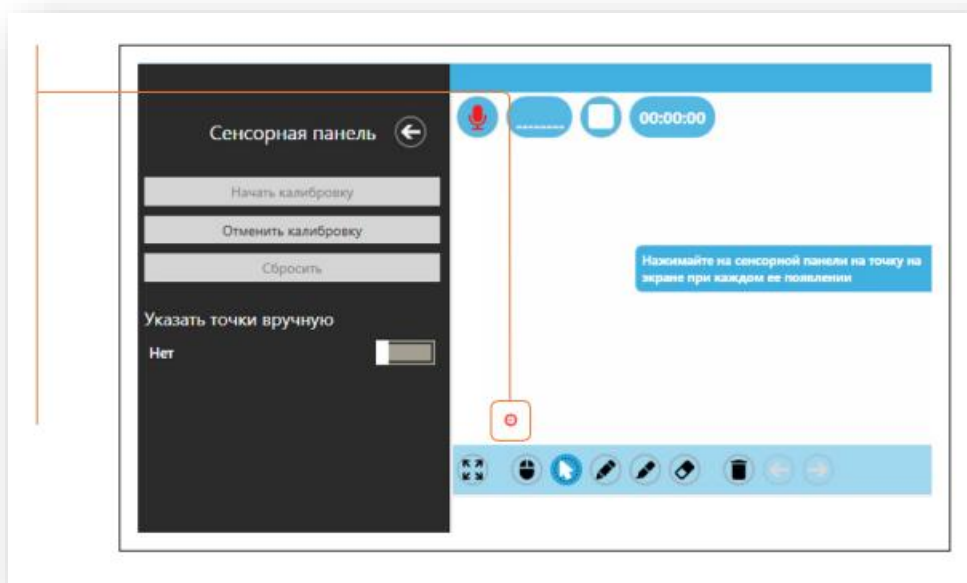 Сенсорная панель
00:00:00
Начать калибровку
Отменить калибровку
Сбросить
Нажимайте на сенсорной панели на точку на
экране при каждом ее появлении
Указать точки вручную
Нет